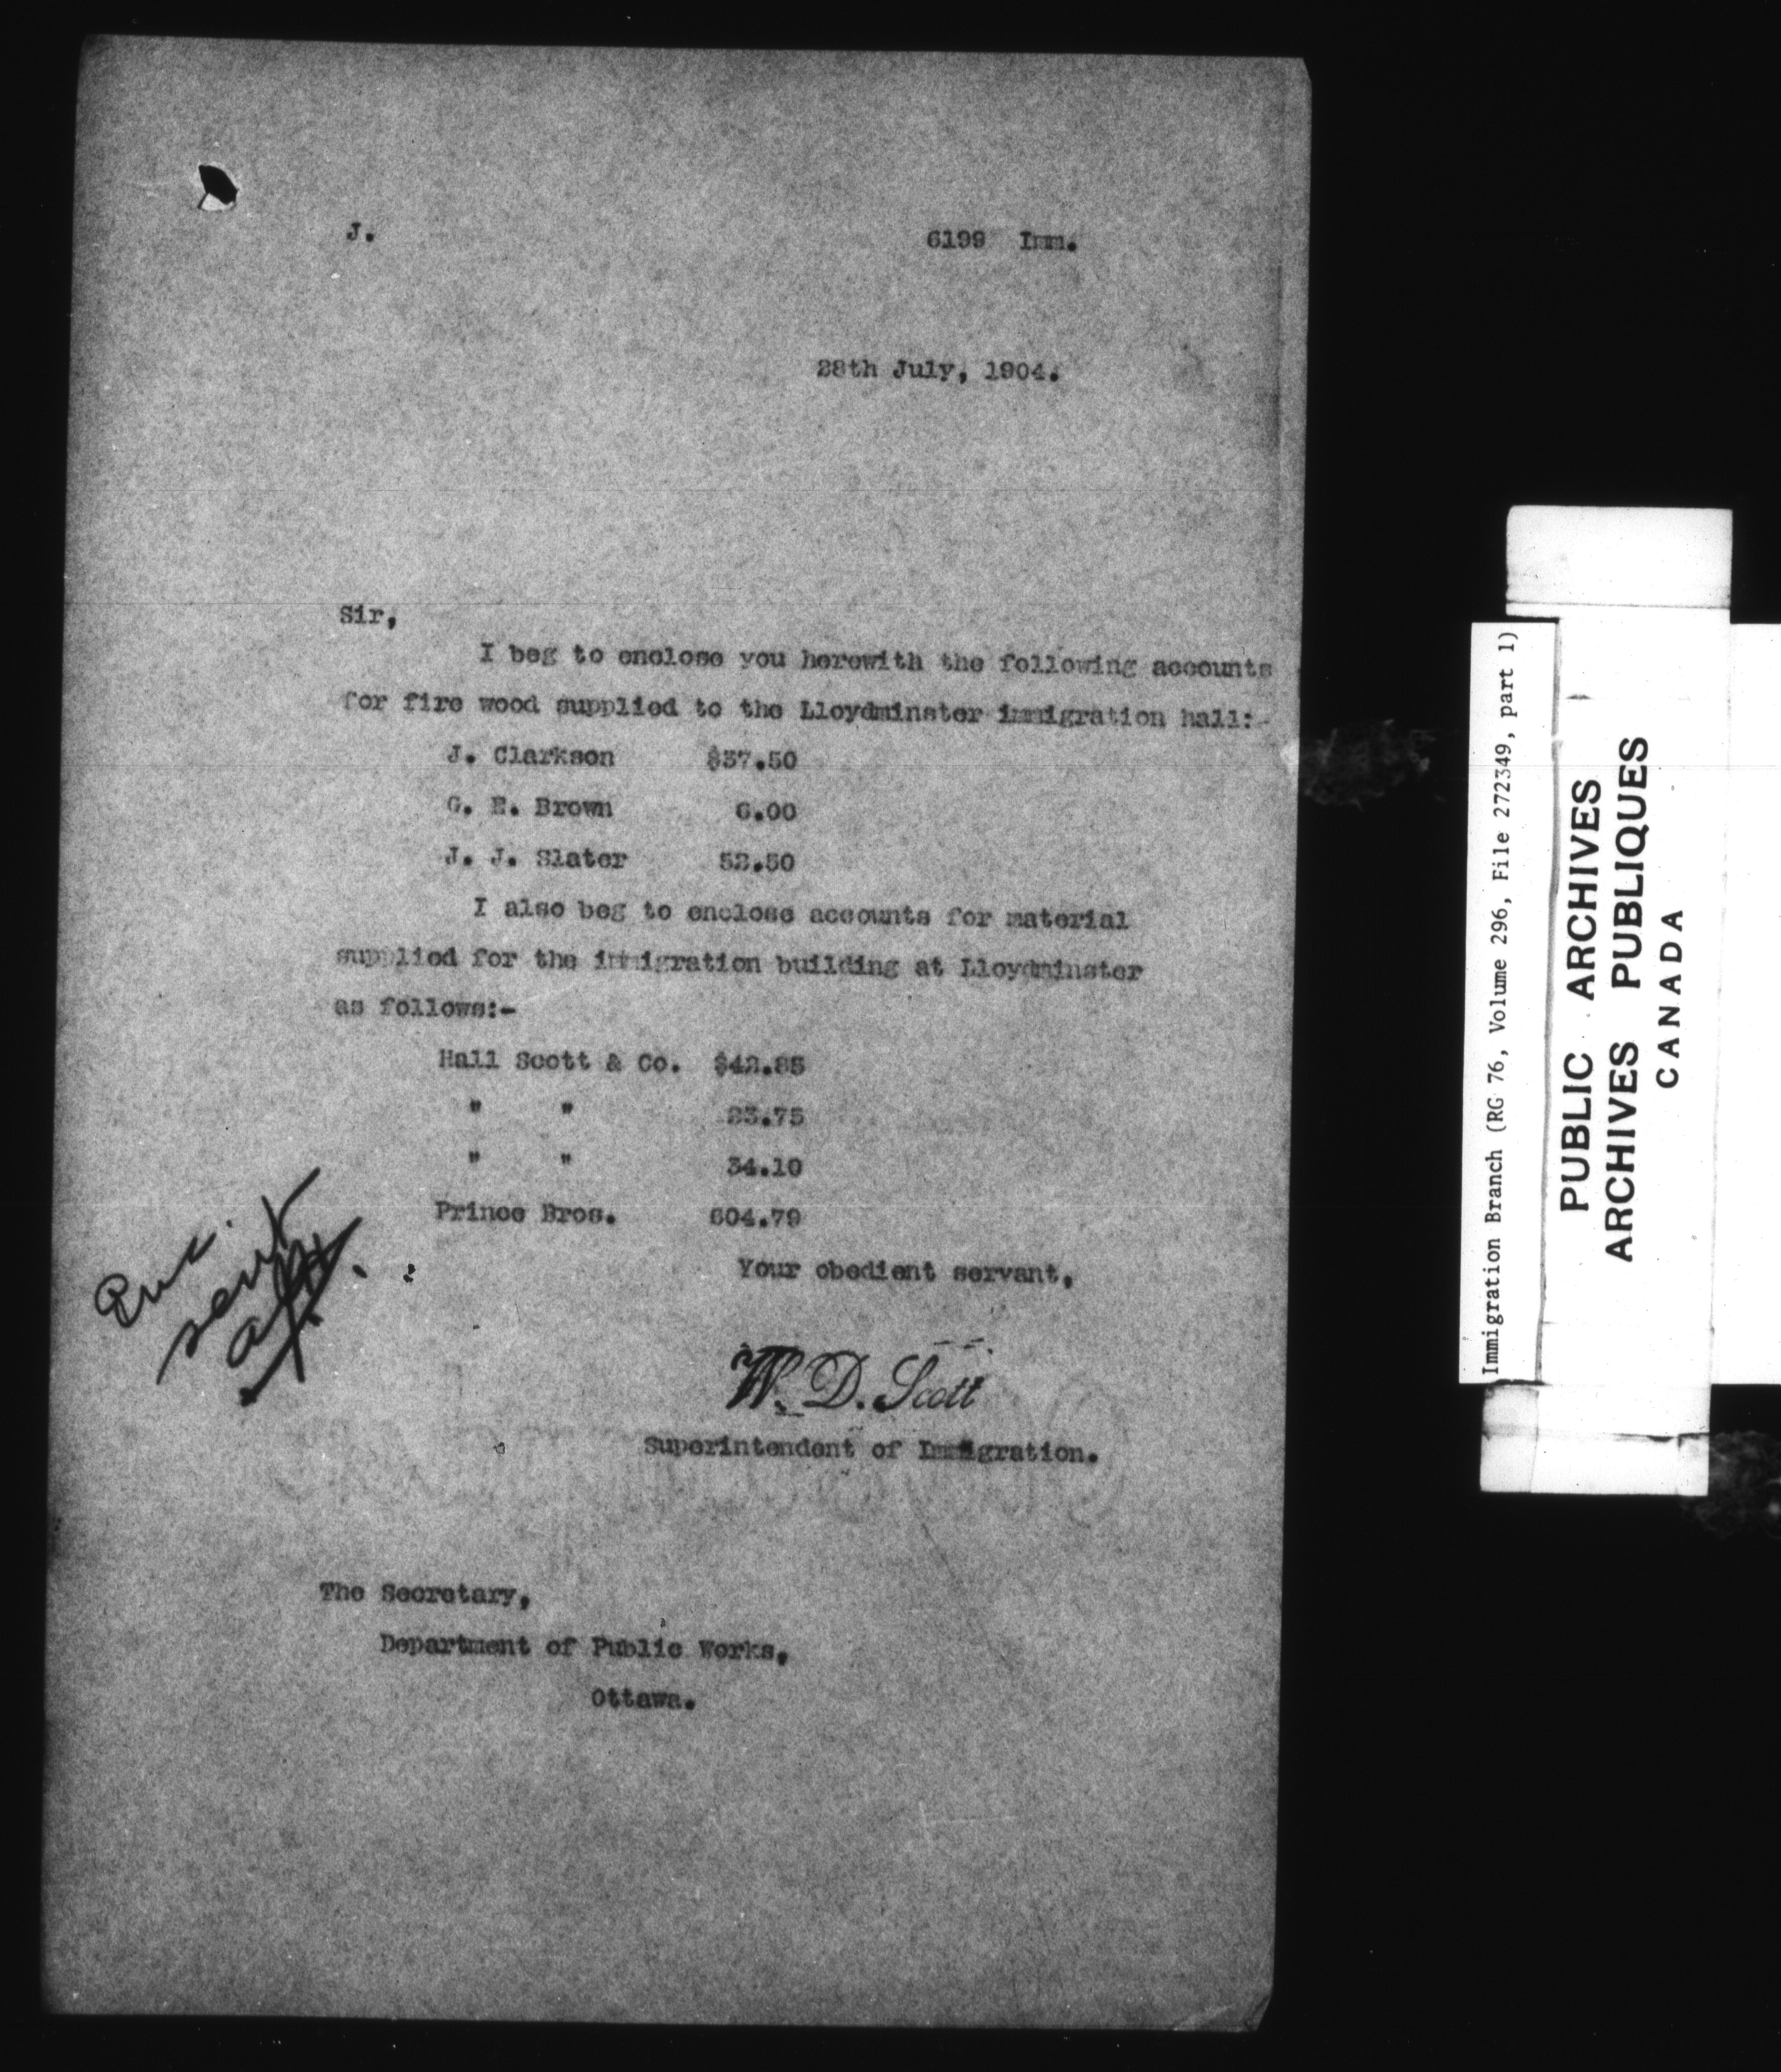 J. 6199 Imm.
28th July, 1904.
Sir,
I beg to enclose you herewith the following accounts
for fire wood supplied to the Lloydminster immigration hall:-
J. Clarkson $37.50
G. E. Brown 6.00
J. J. Slater 52.50
I also beg to enclose accounts for material
supplied for the immigration building at Lloydminster
as follows:-
Hall Scott & Co. $42.85
" " 23.75
" " 34.10
Prince Bros. 604.79
Your obedient servant,
W. D. Scott
Superintendent of Immigration.
The Secretary,
Department of Public Works,
Ottawa.
sent
Immigration Branch (RG 76, Volume 296, File 272349, part 1)
PUBLIC ARCHIVES
ARCHIVES PUBLIQUES
CANADA